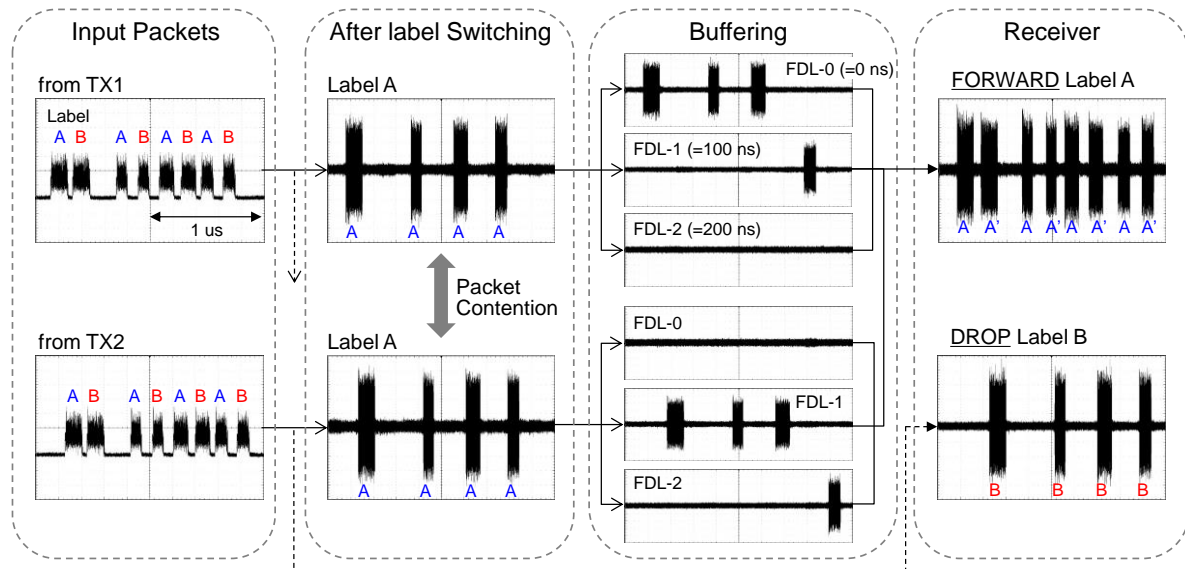 Input Packets
After label Switching
Buffering
Receiver
from TX1
Label
A B A B A B A B
1 us
Label A
A A A A
FDL-0 (=0 ns)
FDL-1 (=100 ns)
FDL-2 (=200 ns)
FORWARD Label A
A A' A A' A A' A A'
Packet
Contention
from TX2
A B A B A B A B
Label A
A A A A
FDL-0
FDL-1
FDL-2
DROP Label B
B B B B